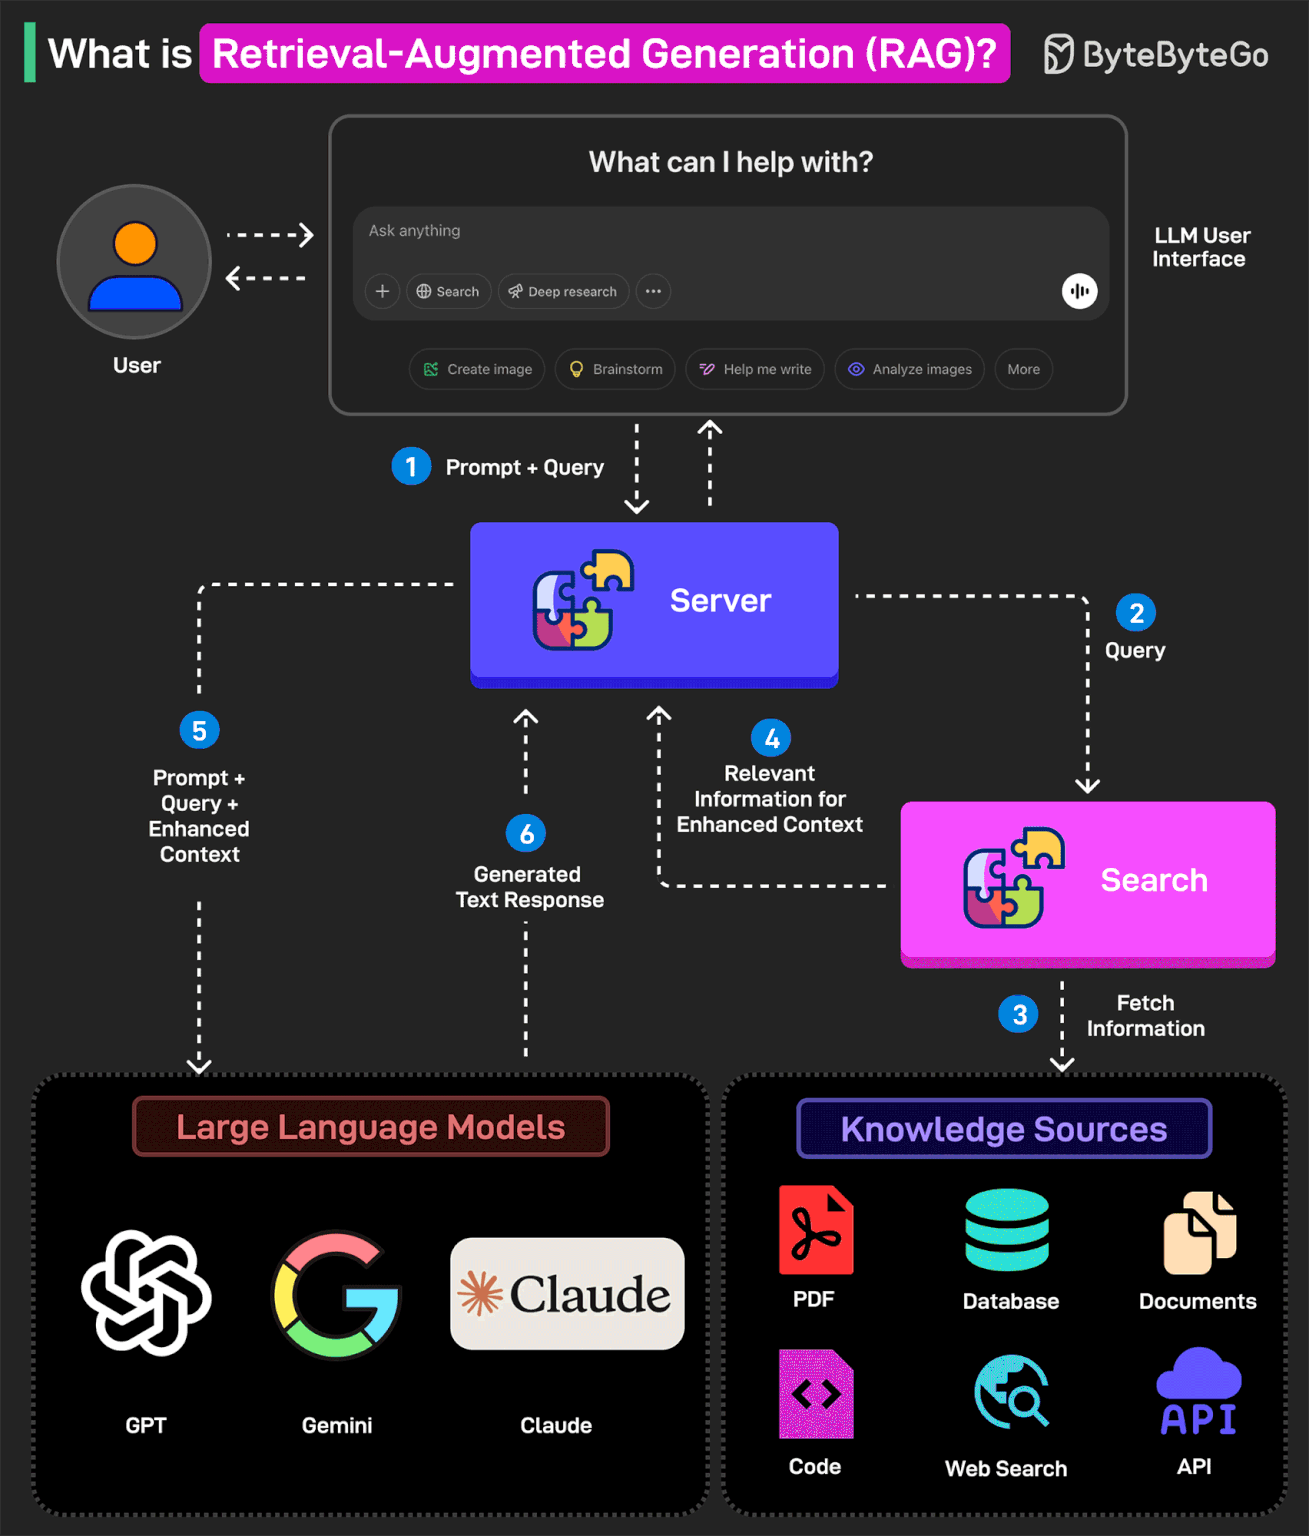 What is Retrieval-Augmented Generation (RAG)?
ByteByteGo
What can I help with?
Ask anything
Search
Deep research
Create image
Brainstorm
Help me write
Analyze images
More
LLM User
Interface
User
1
Prompt + Query
Server
2
Query
5
Prompt +
Query +
Enhanced
Context
4
Relevant
Information for
Enhanced Context
6
Generated
Text Response
Search
3
Fetch
Information
Large Language Models
Claude
GPT
Gemini
Claude
Knowledge Sources
PDF
Database
Documents
API
Code
Web Search
API